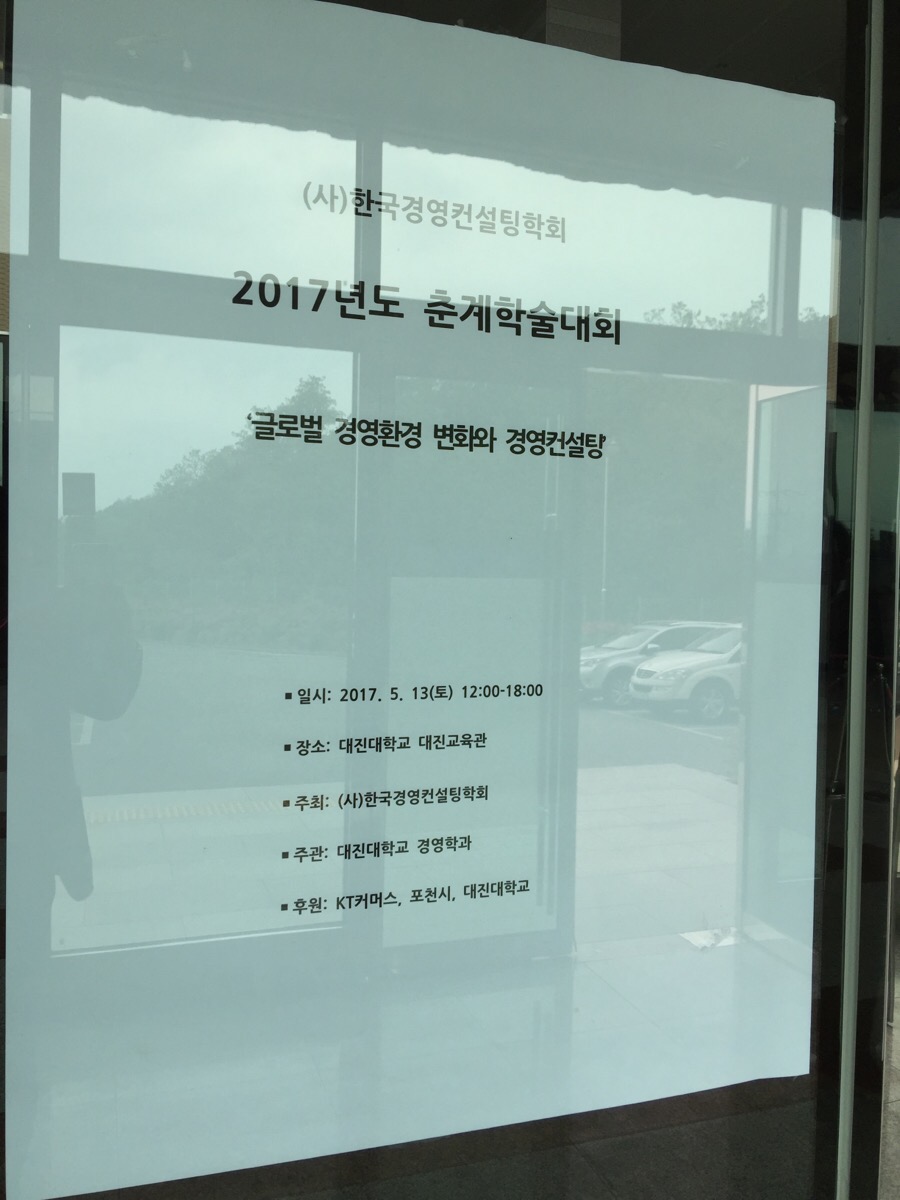 (사)한국경영컨설팅학회
2017년도 춘계학술대회
'글로벌 경영환경 변화와 경영컨설팅'
▪일시: 2017. 5. 13(토) 12:00-18:00
▪장소: 대진대학교 대진교육관
▪주최: (사)한국경영컨설팅학회
▪주관: 대진대학교 경영학과
▪후원: KT커머스, 포천시, 대진대학교